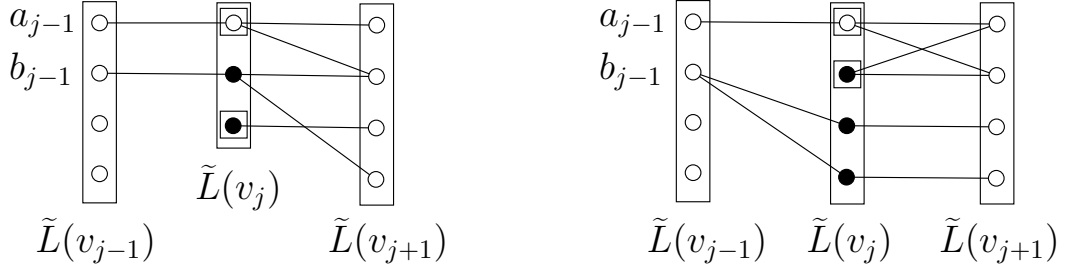 a_{j-1}
b_{j-1}
\widetilde{L}(v_j)
\widetilde{L}(v_{j-1})
\widetilde{L}(v_{j+1})
a_{j-1}
b_{j-1}
\widetilde{L}(v_{j-1})
\widetilde{L}(v_j)
\widetilde{L}(v_{j+1})